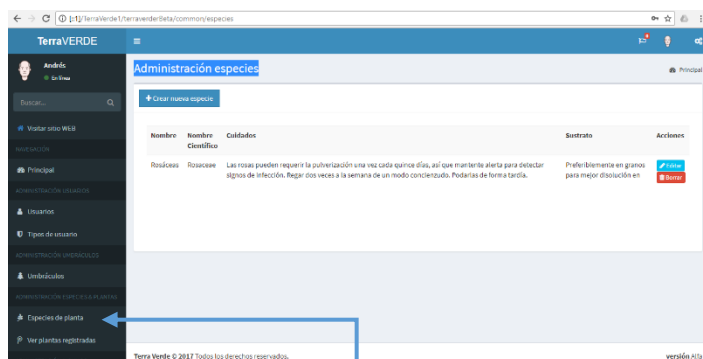 [::1]/TerraVerde1/terraverderBeta/common/especies
TerraVERDE
4
Andrés
En línea
Administración especies
Principal
Buscar...
+ Crear nueva especie
Visitar sitio WEB
Nombre Nombre Científico Cuidados Sustrato Acciones
NAVEGACIÓN
Rosáceas Rosaceae Las rosas pueden requerir la pulverización una vez cada quince días, así que mantente alerta para detectar Preferiblemente en granos Editar
signos de infección. Regar dos veces a la semana de un modo concienzudo. Podarlas de forma tardía. para mejor disolución en Borrar
Principal
ADMINISTRACIÓN USUARIOS
Usuarios
Tipos de usuario
ADMINISTRACIÓN UMBRÁCULOS
Umbráculos
ADMINISTRACIÓN ESPECIES & PLANTAS
Especies de planta
Ver plantas registradas
Terra Verde © 2017 Todos los derechos reservados. versión Alfa